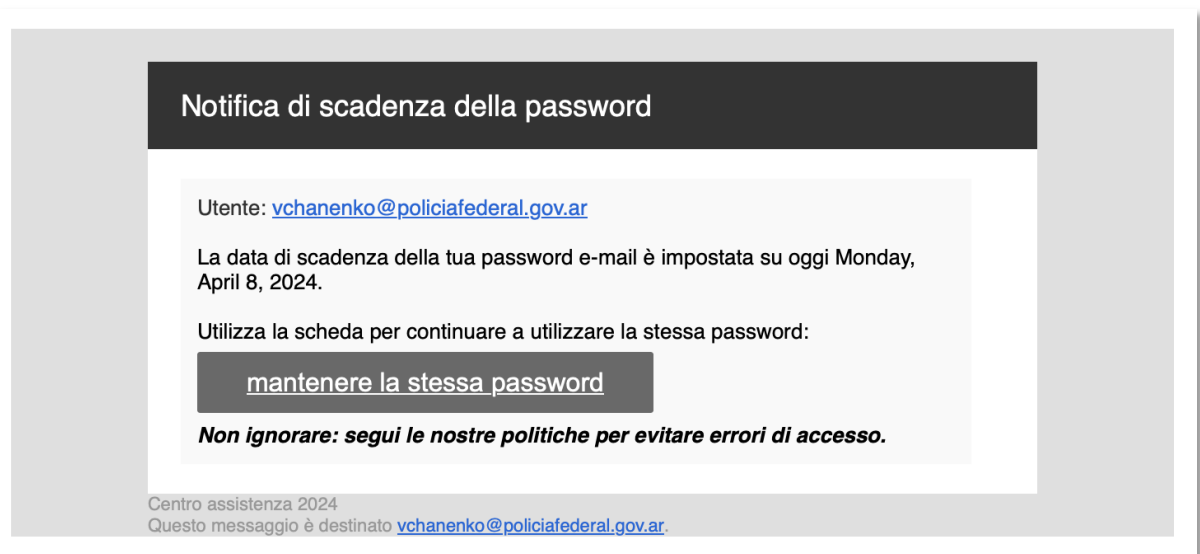 Notifica di scadenza della password
Utente: vchanenko@policiafederal.gov.ar
La data di scadenza della tua password e-mail è impostata su oggi Monday,
April 8, 2024.
Utilizza la scheda per continuare a utilizzare la stessa password:
mantenere la stessa password
Non ignorare: segui le nostre politiche per evitare errori di accesso.
Centro assistenza 2024
Questo messaggio è destinato vchanenko@policiafederal.gov.ar.